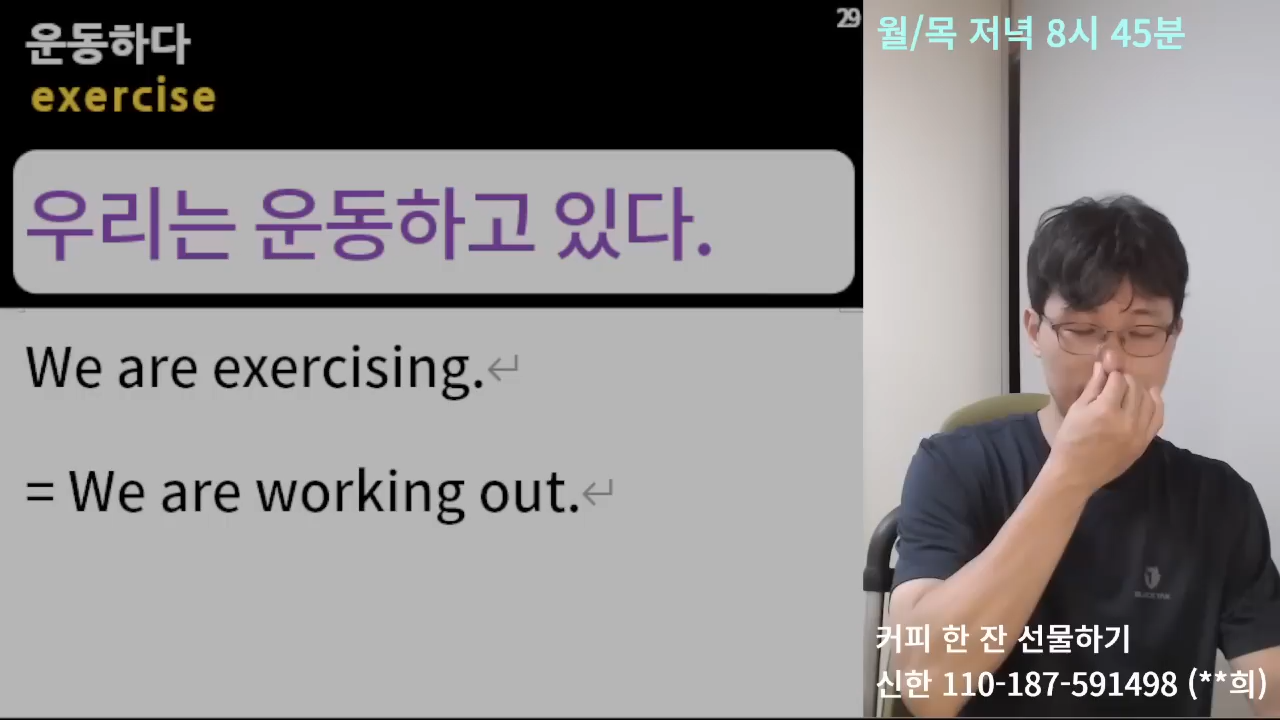 운동하다
exercise
29
우리는 운동하고 있다.
We are exercising.↵
= We are working out.↵
월/목 저녁 8시 45분
커피 한 잔 선물하기
신한 110-187-591498 (**희)